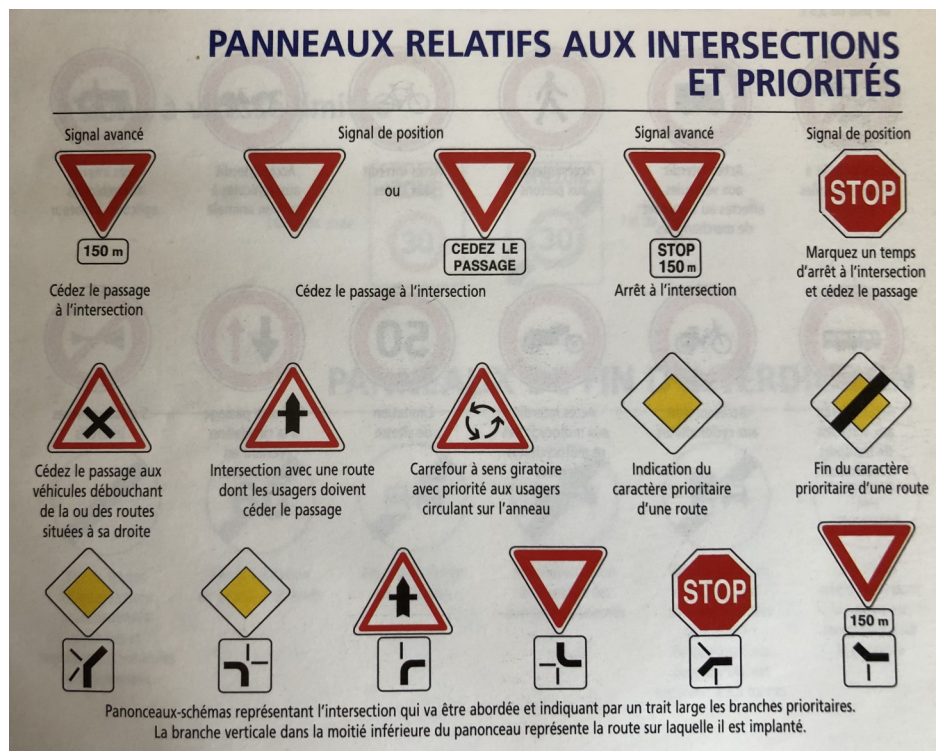 PANNEAUX RELATIFS AUX INTERSECTIONS
ET PRIORITÉS
Signal avancé
Signal de position
Signal avancé
Signal de position
ou
STOP
150 m
CEDEZ LE
PASSAGE
STOP
150 m
Cédez le passage
à l'intersection
Cédez le passage à l'intersection
Arrêt à l'intersection
Marquez un temps
d'arrêt à l'intersection
et cédez le passage
Cédez le passage aux
véhicules débouchant
de la ou des routes
situées à sa droite
Intersection avec une route
dont les usagers doivent
céder le passage
Carrefour à sens giratoire
avec priorité aux usagers
circulant sur l'anneau
Indication du
caractère prioritaire
d'une route
Fin du caractère
prioritaire d'une route
STOP
150 m
Panonceaux-schémas représentant l'intersection qui va être abordée et indiquant par un trait large les branches prioritaires.
La branche verticale dans la moitié inférieure du panonceau représente la route sur laquelle il est implanté.